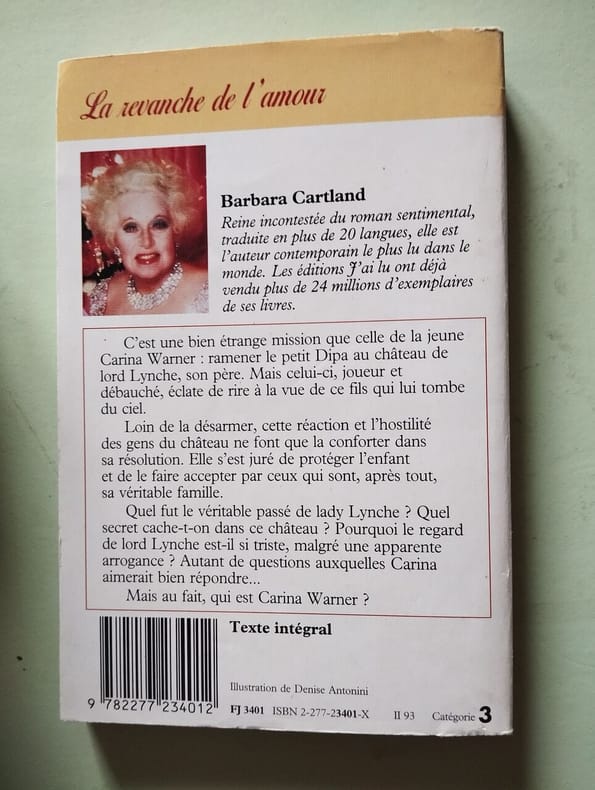 La revanche de l'amour
Barbara Cartland
Reine incontestée du roman sentimental,
traduite en plus de 20 langues, elle est
l'auteur contemporain le plus lu dans le
monde. Les éditions J'ai lu ont déjà
vendu plus de 24 millions d'exemplaires
de ses livres.
C'est une bien étrange mission que celle de la jeune
Carina Warner : ramener le petit Dipa au château de
lord Lynche, son père. Mais celui-ci, joueur et
débauché, éclate de rire à la vue de ce fils qui lui tombe
du ciel.
Loin de la désarmer, cette réaction et l'hostilité
des gens du château ne font que la conforter dans
sa résolution. Elle s'est juré de protéger l'enfant
et de le faire accepter par ceux qui sont, après tout,
sa véritable famille.
Quel fut le véritable passé de lady Lynche ? Quel
secret cache-t-on dans ce château ? Pourquoi le regard
de lord Lynche est-il si triste, malgré une apparente
arrogance ? Autant de questions auxquelles Carina
aimerait bien répondre...
Mais au fait, qui est Carina Warner ?
Texte intégral
Illustration de Denise Antonini
9 782277 234012
FJ 3401 ISBN 2-277-23401-X II 93 Catégorie 3